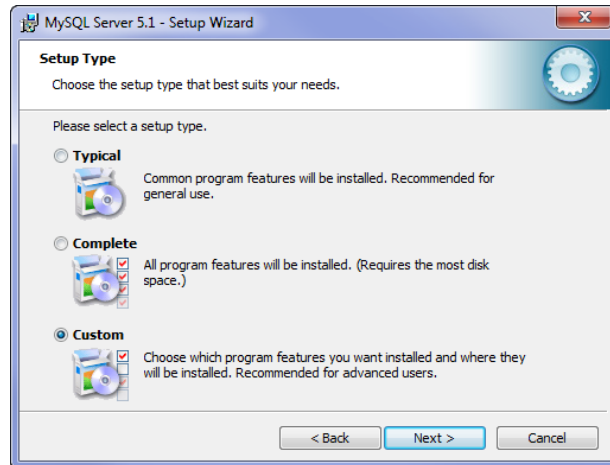 MySQL Server 5.1 - Setup Wizard
Setup Type
Choose the setup type that best suits your needs.
Please select a setup type.
Typical
Common program features will be installed. Recommended for
general use.
Complete
All program features will be installed. (Requires the most disk
space.)
Custom
Choose which program features you want installed and where they
will be installed. Recommended for advanced users.
< Back Next > Cancel